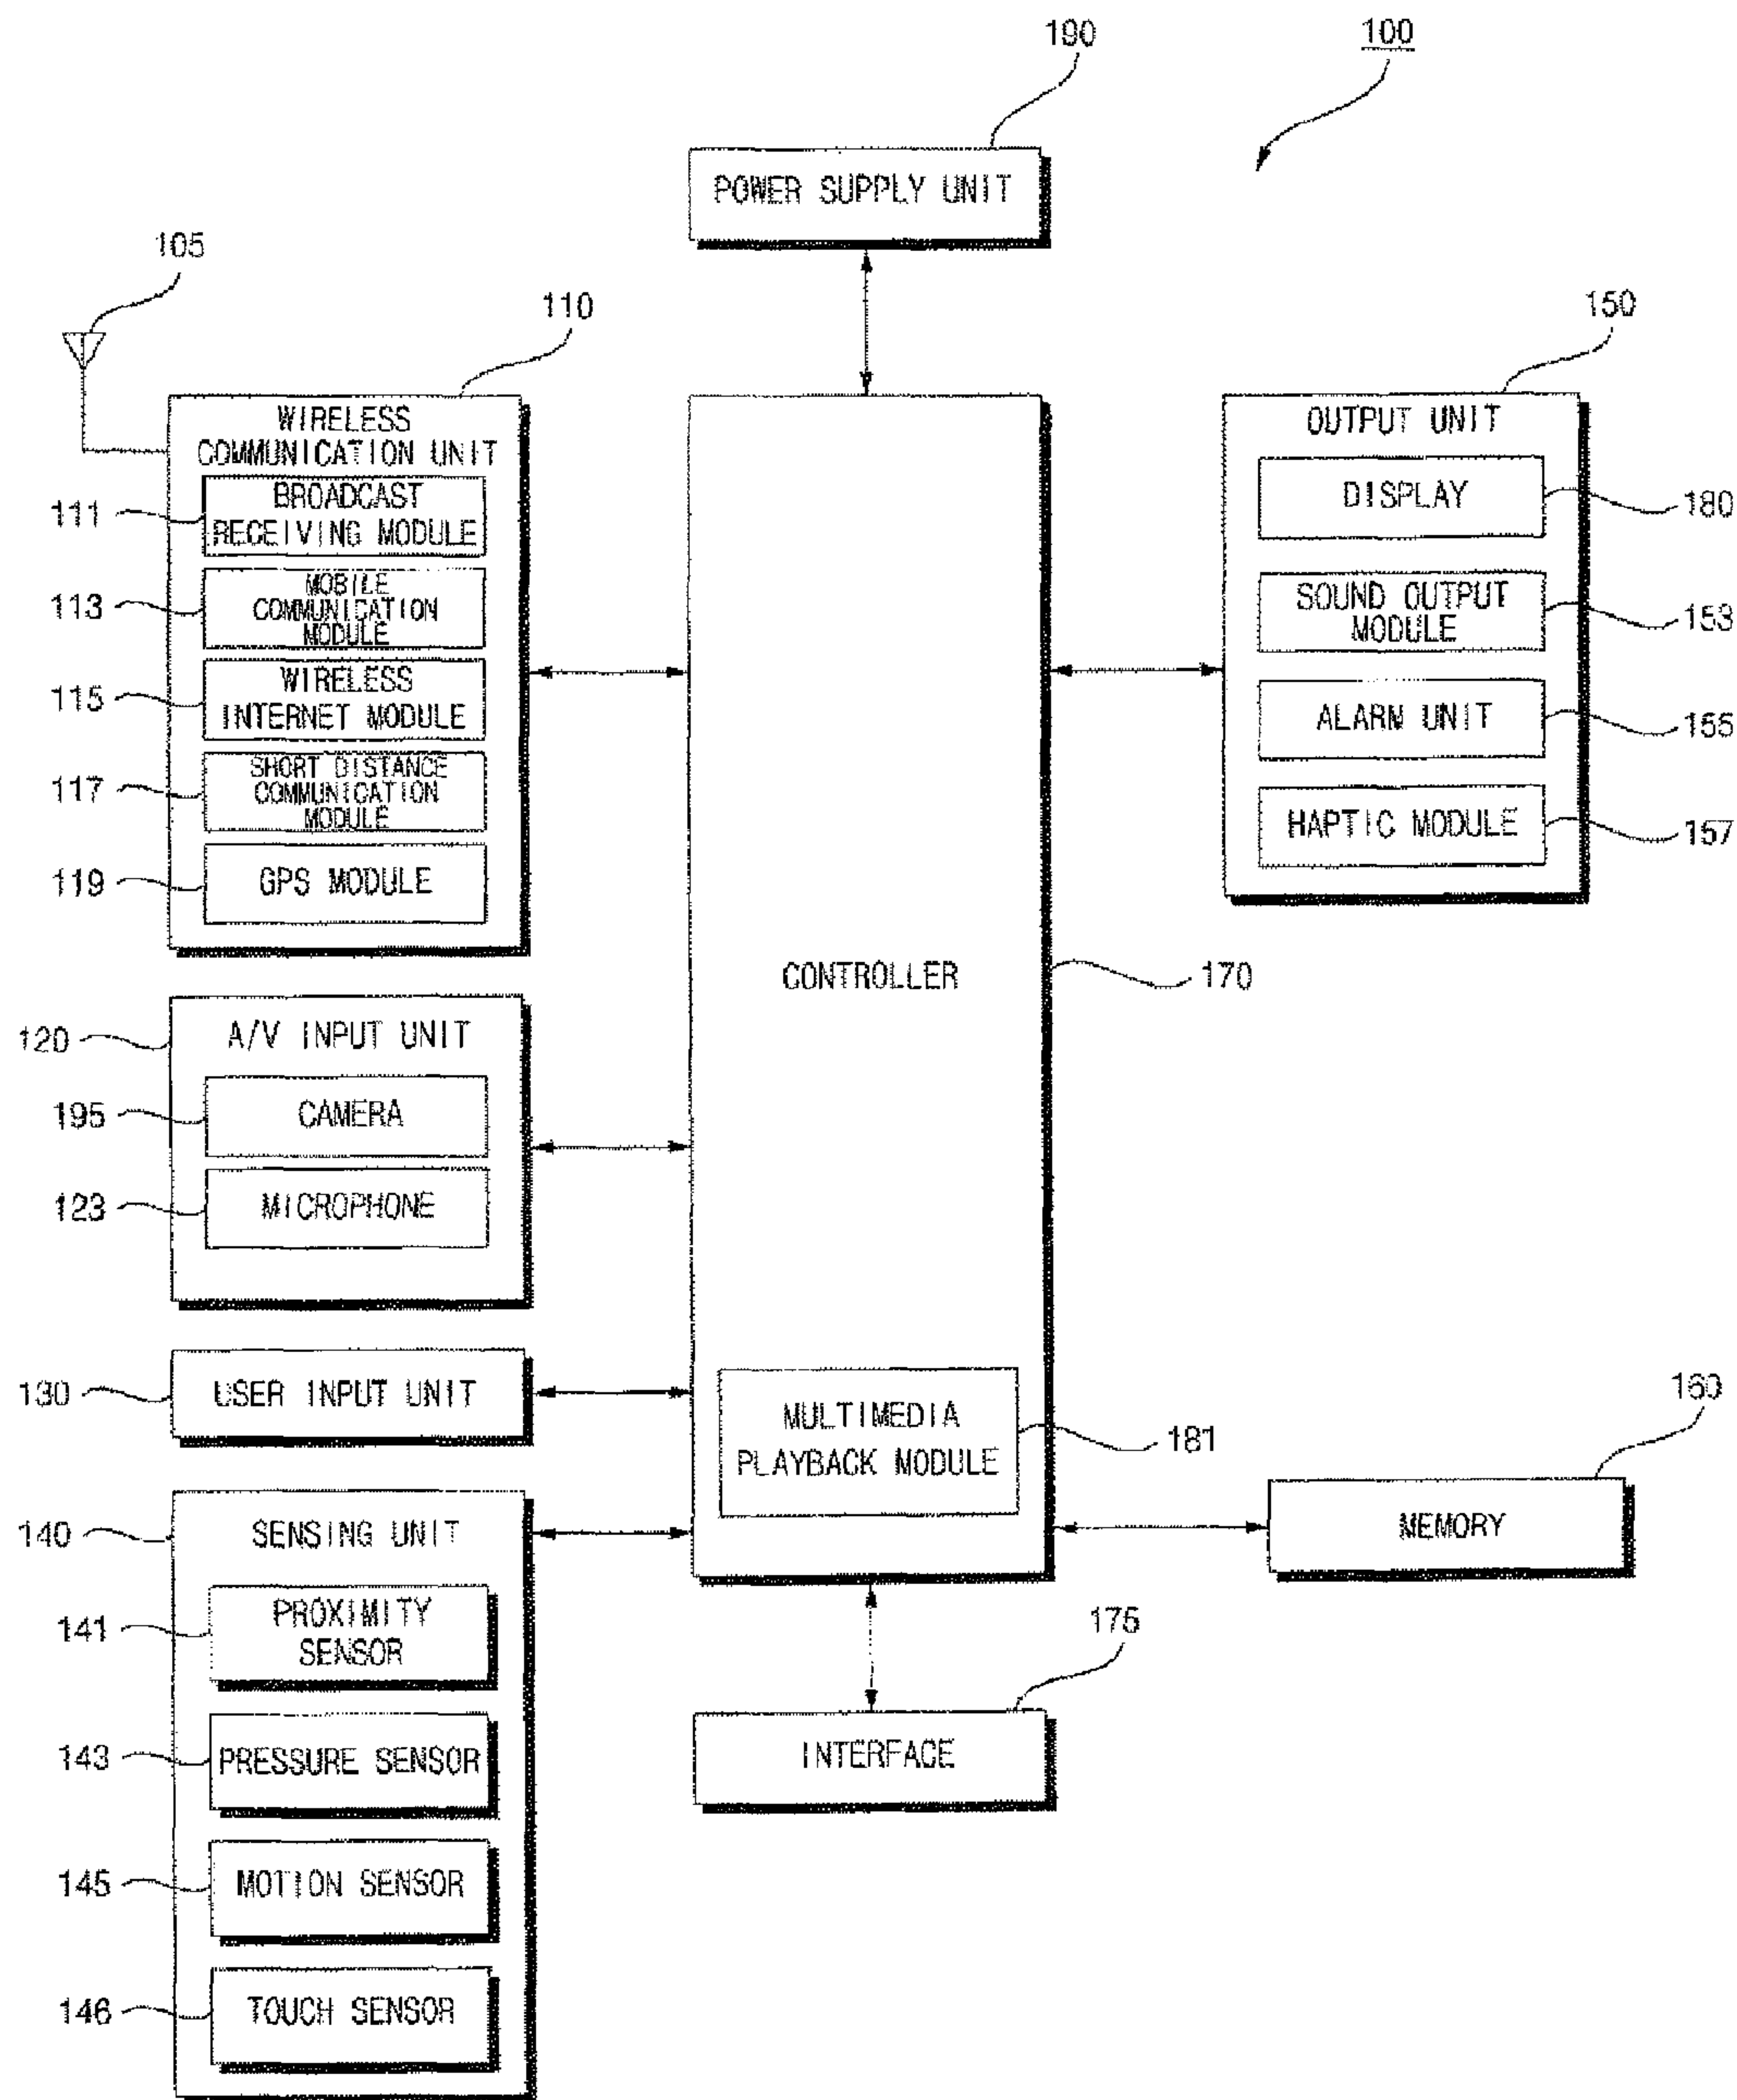 190
100
POWER SUPPLY UNIT
105
110
150
WIRELESS
COMMUNICATION UNIT
111
BROADCAST
RECEIVING MODULE
113
MOBILE
COMMUNICATION
MODULE
115
WIRELESS
INTERNET MODULE
117
SHORT DISTANCE
COMMUNICATION
MODULE
119
GPS MODULE
OUTPUT UNIT
DISPLAY
180
SOUND OUTPUT
MODULE
153
ALARM UNIT
155
HAPTIC MODULE
157
CONTROLLER
170
120
A/V INPUT UNIT
195
CAMERA
123
MICROPHONE
130
USER INPUT UNIT
MULTIMEDIA
PLAYBACK MODULE
181
160
MEMORY
140
SENSING UNIT
141
PROXIMITY
SENSOR
143
PRESSURE SENSOR
145
MOTION SENSOR
146
TOUCH SENSOR
175
INTERFACE